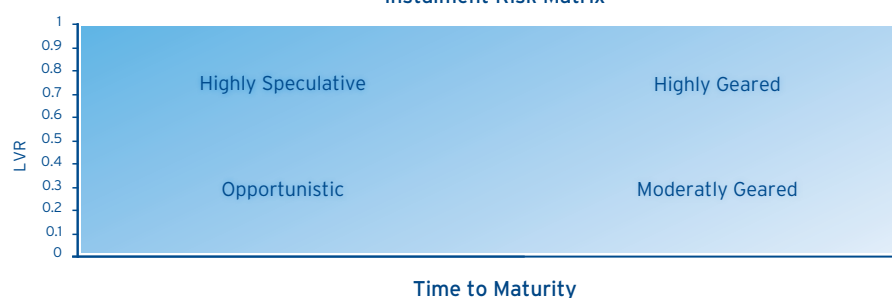 Instalment Risk Matrix
1
0.9
0.8
Highly Speculative Highly Geared
0.7
0.6
0.5
LVR
0.4
0.3
Opportunistic Moderatly Geared
0.2
0.1
0
Time to Maturity